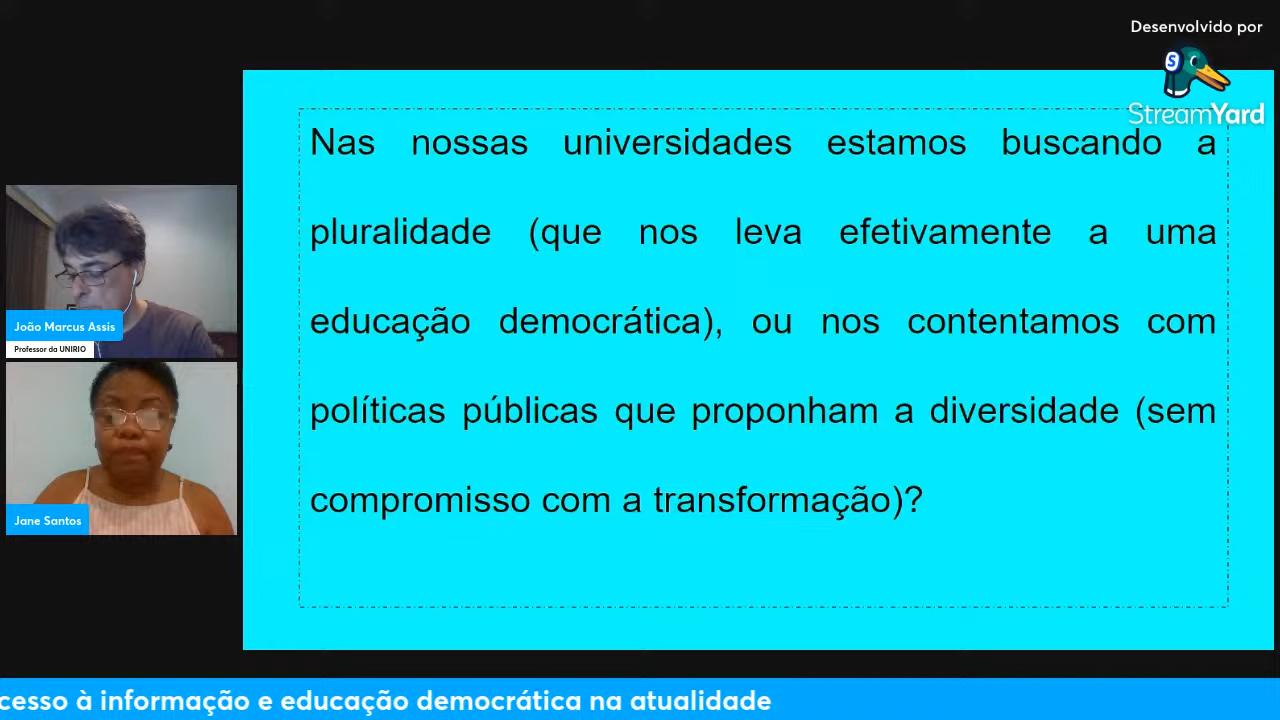 Desenvolvido por
StreamYard
Nas nossas universidades estamos buscando a
pluralidade (que nos leva efetivamente a uma
educação democrática), ou nos contentamos com
políticas públicas que proponham a diversidade (sem
compromisso com a transformação)?
João Marcus Assis
Professor da UNIRIO
Jane Santos
cesso à informação e educação democrática na atualidade